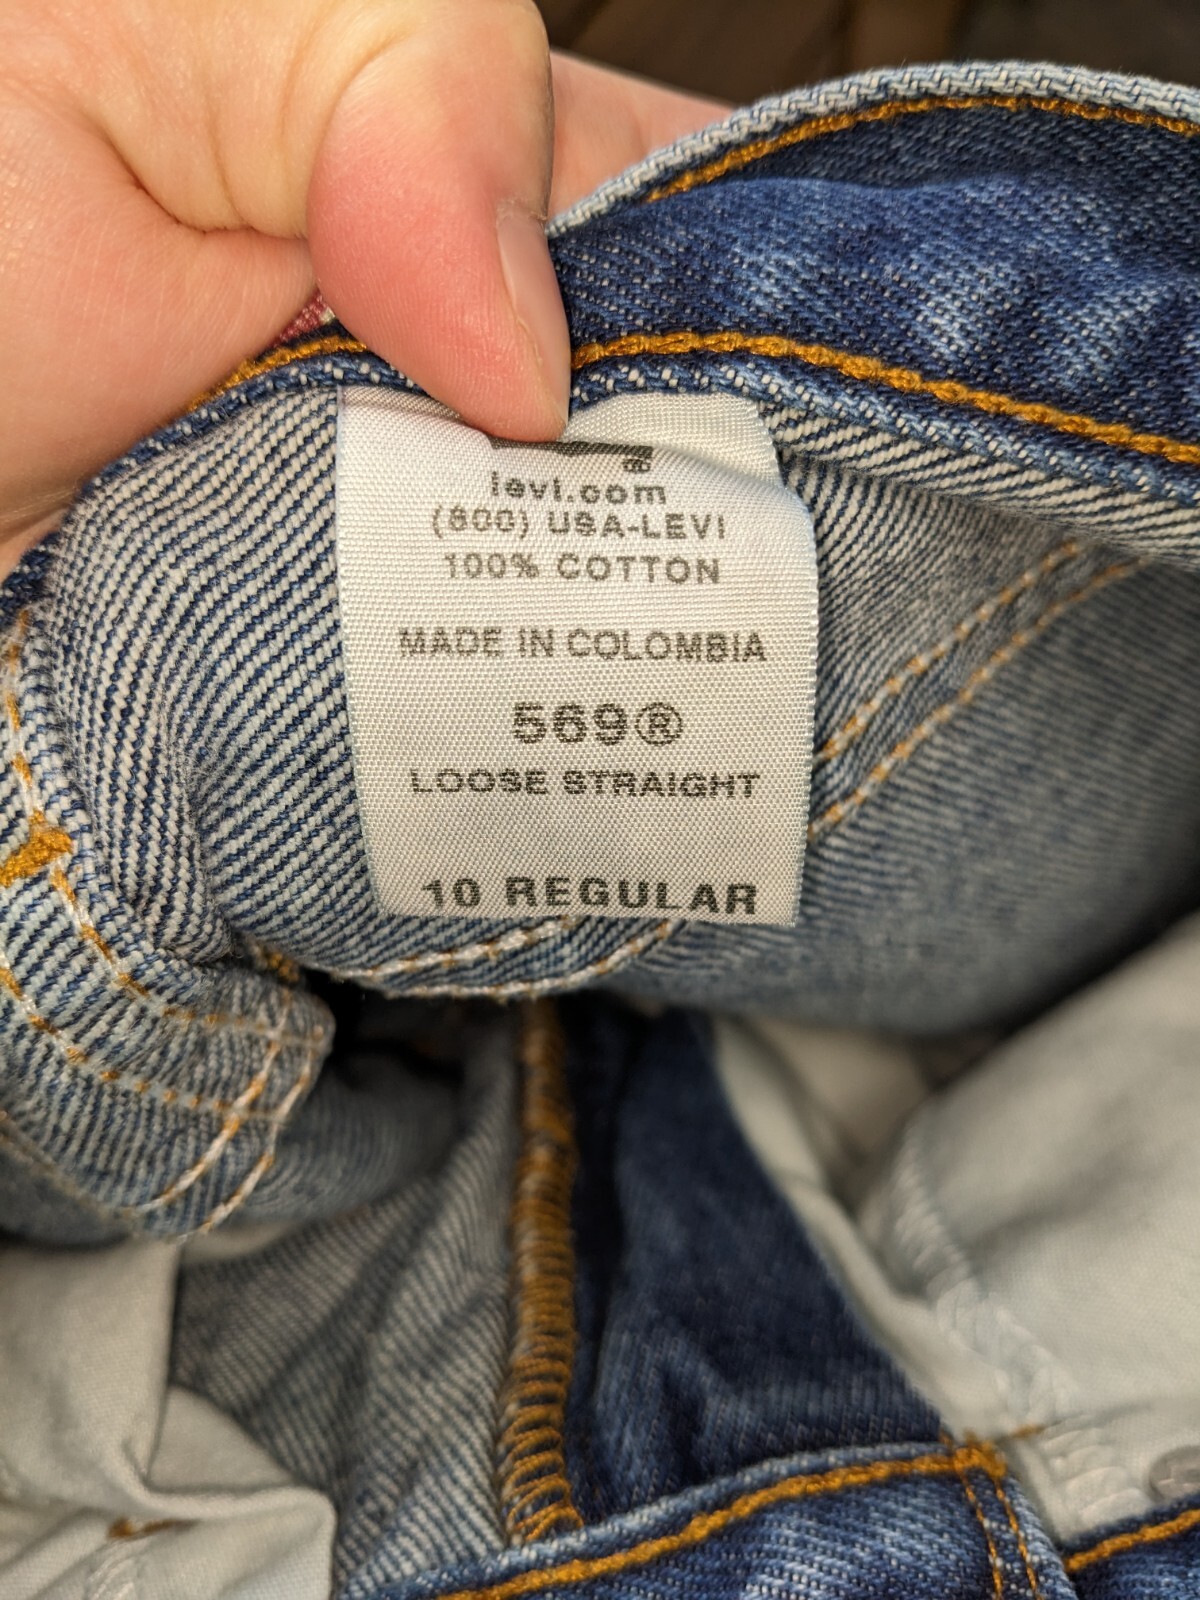 levi.com
(800) USA-LEVI
100% COTTON
MADE IN COLOMBIA
569®
LOOSE STRAIGHT
10 REGULAR